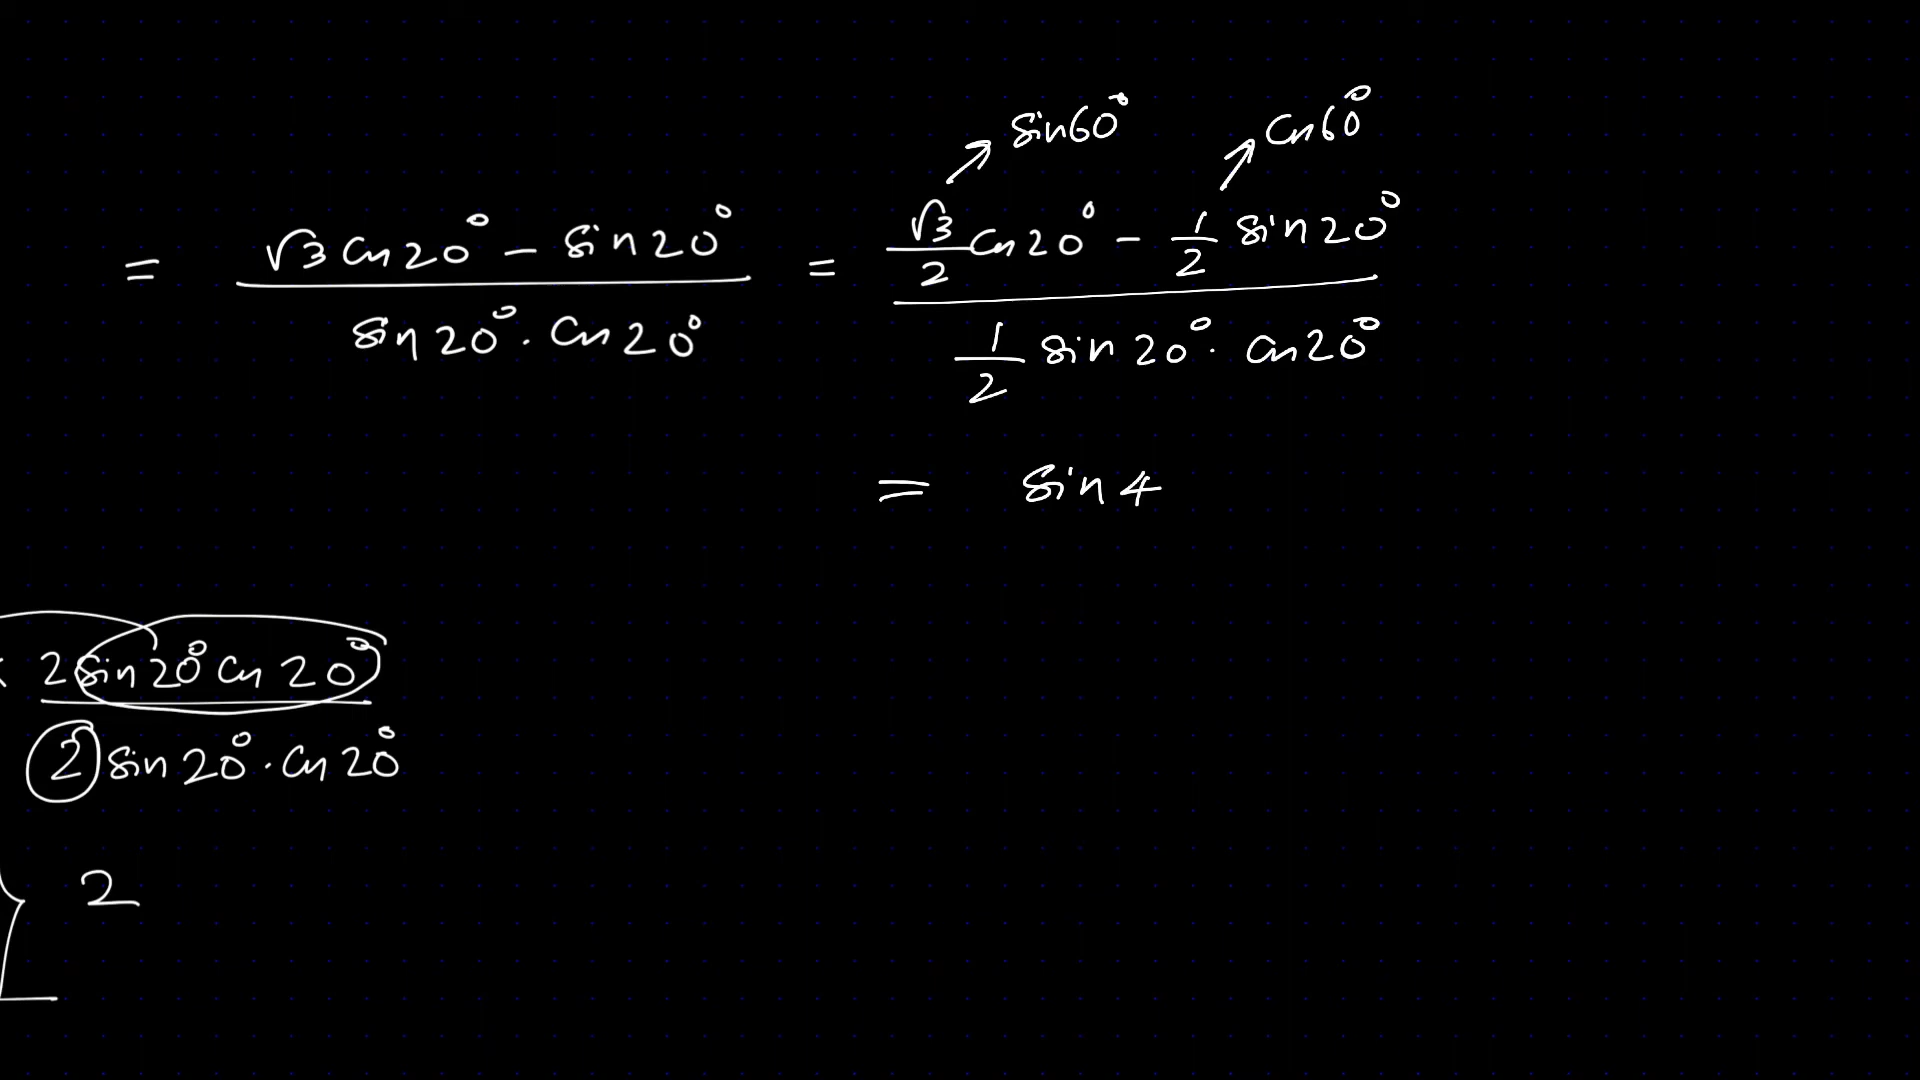 sin60° cos60°
= √3 cos20° - sin20° / sin20° . cos20° = √3/2 cos20° - 1/2 sin20° / 1/2 sin20° . cos20°
= sin4
2 sin20° cos20°
2 sin20° . cos20°
2